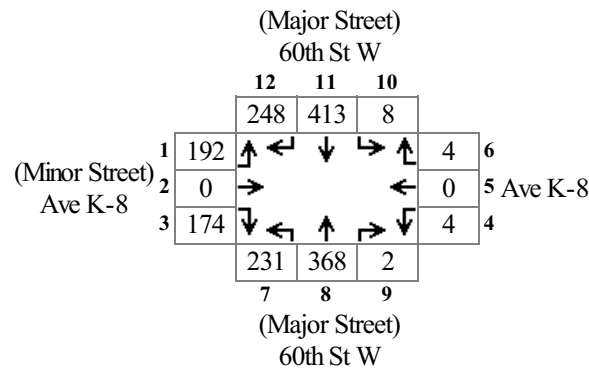 (Major Street)
60th St W
12 11 10
248 413 8
1 192 4 6
(Minor Street) 2 0 0 5 Ave K-8
Ave K-8
3 174 4 4
231 368 2
7 8 9
(Major Street)
60th St W